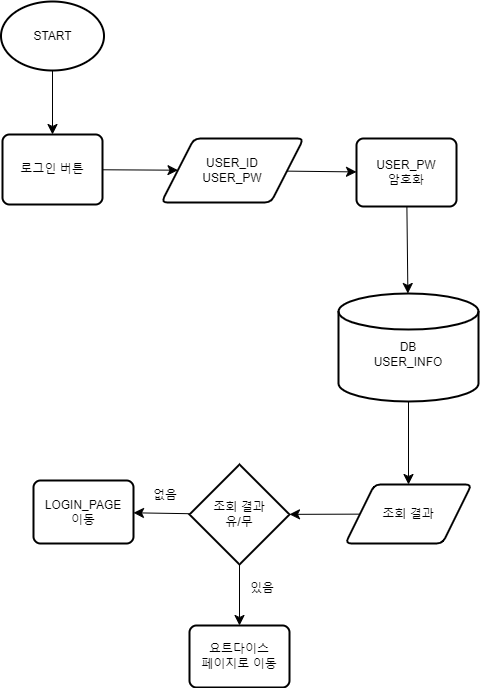 START
로그인 버튼
USER_ID
USER_PW
USER_PW
암호화
DB
USER_INFO
조회 결과
조회 결과
유/무
없음
LOGIN_PAGE
이동
있음
요트다이스
페이지로 이동